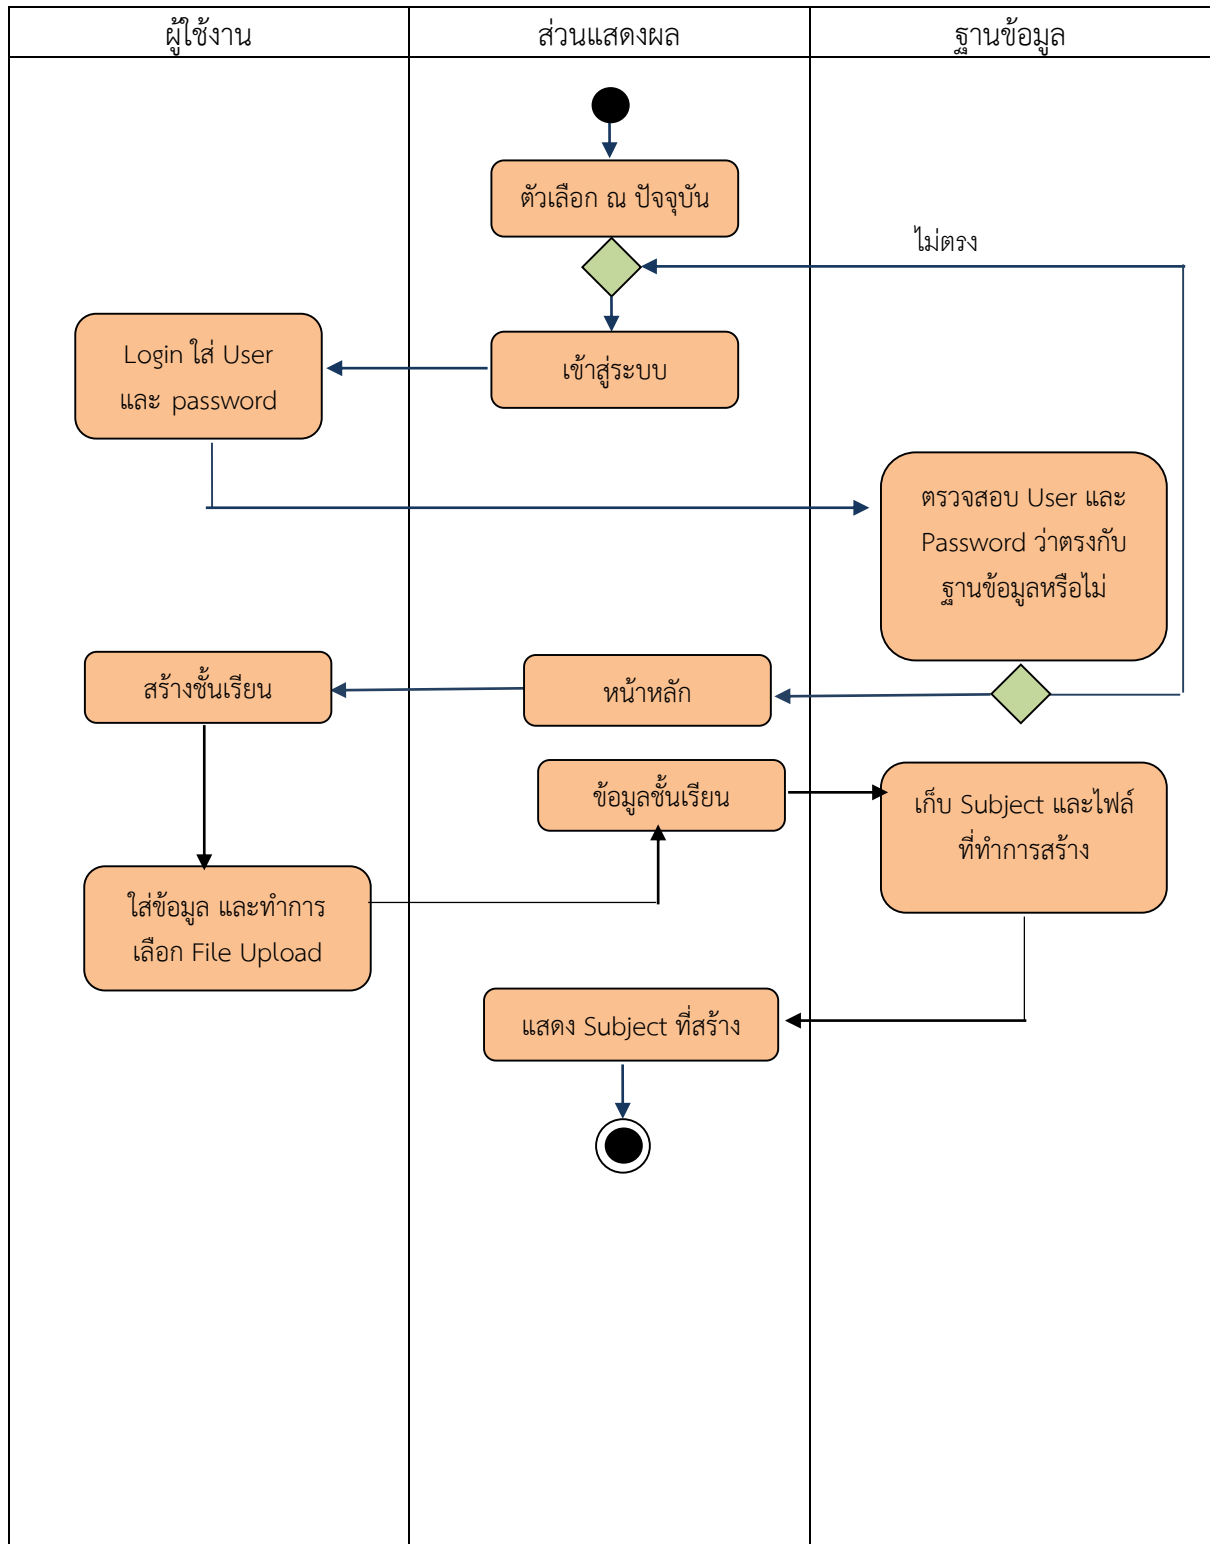 ผู้ใช้งาน
ส่วนแสดงผล
ฐานข้อมูล
ตัวเลือก ณ ปัจจุบัน
ไม่ตรง
Login ใส่ User
และ password
เข้าสู่ระบบ
ตรวจสอบ User และ
Password ว่าตรงกับ
ฐานข้อมูลหรือไม่
สร้างชั้นเรียน
หน้าหลัก
ข้อมูลชั้นเรียน
เก็บ Subject และไฟล์
ที่ทำการสร้าง
ใส่ข้อมูล และทำการ
เลือก File Upload
แสดง Subject ที่สร้าง